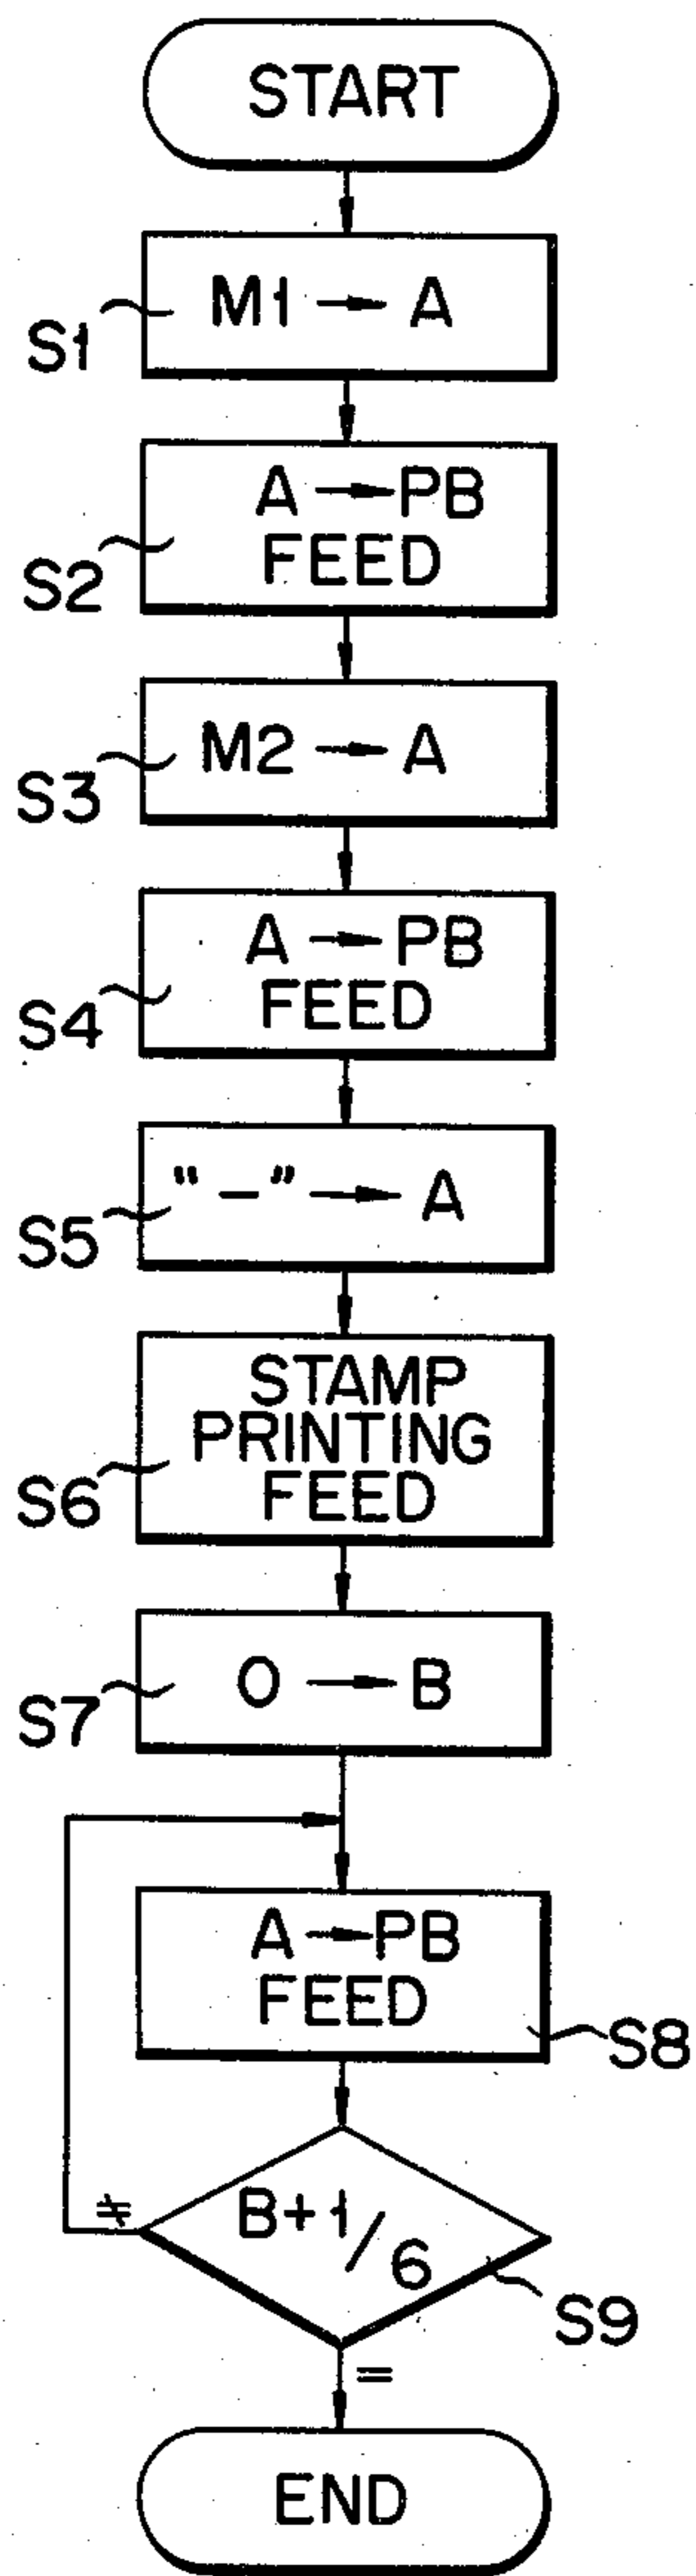 START
S1
M1 → A
S2
A → PB
FEED
S3
M2 → A
S4
A → PB
FEED
S5
"-" → A
S6
STAMP
PRINTING
FEED
S7
O → B
A → PB
FEED
S8
≠
B+1/6
S9
=
END